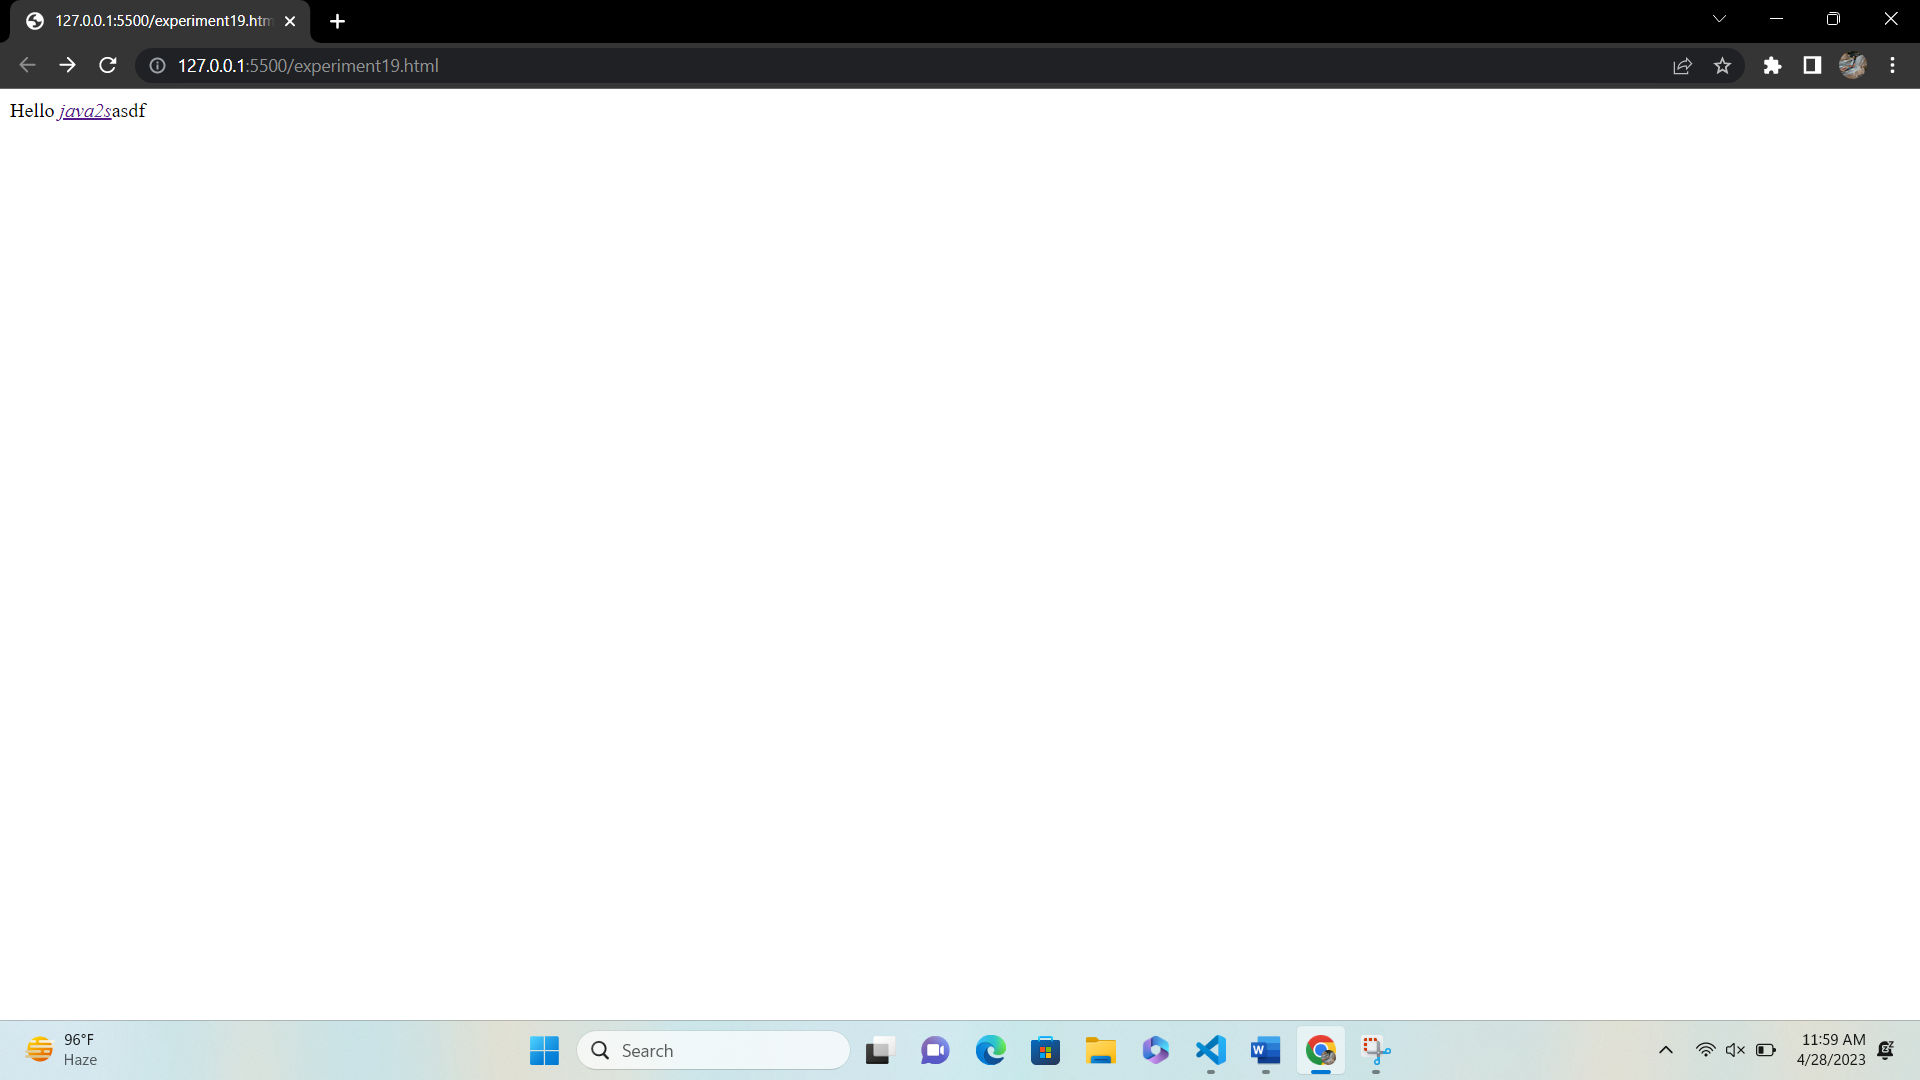 127.0.0.1:5500/experiment19.htm
127.0.0.1:5500/experiment19.html
Hello java2sasdf
96°F
Haze
Search
11:59 AM
4/28/2023